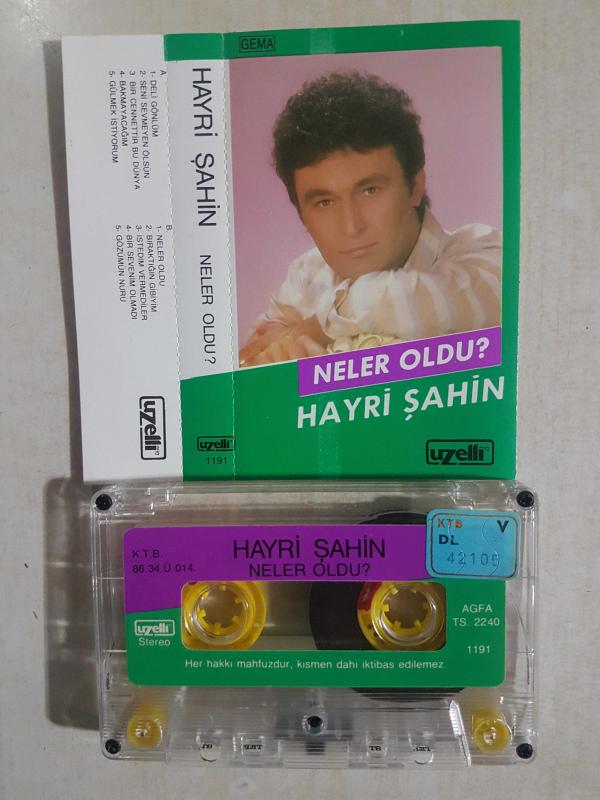 GEMA
A.
1- DELİ GÖNLÜM
2- SENİ SEVMEYEN ÖLSÜN
3. BİR CENNETTİR BU DÜNYA
4- BAKMAYACAĞIM
5- GÜLMEK İSTİYORUM
B.
1- NELER OLDU
2- BIRAKTIĞIN GİBİYİM
3- İSTEDİM VERMEDİLER
4- BİR SEVENİM OLMADI
5- GÖZÜMÜN NURU
uzelli
HAYRİ ŞAHİN NELER OLDU?
uzelli
1191
NELER OLDU?
HAYRİ ŞAHİN
uzelli
K.T.B.
86.34.Ü 014.
HAYRİ ŞAHİN
NELER OLDU?
KTB V
DL
42105
uzelli
Stereo
AGFA
TS. 2240
1191
Her hakkı mahfuzdur, kısmen dahi iktibas edilemez.